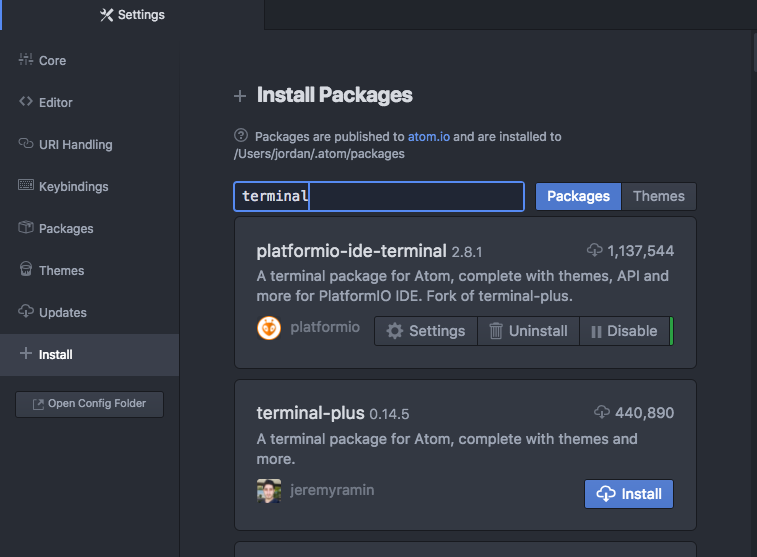 Settings
Core
Editor
URI Handling
Keybindings
Packages
Themes
Updates
Install
Open Config Folder
Install Packages
Packages are published to atom.io and are installed to
/Users/jordan/.atom/packages
terminal
Packages Themes
platformio-ide-terminal 2.8.1 1,137,544
A terminal package for Atom, complete with themes, API and
more for PlatformIO IDE. Fork of terminal-plus.
platformio Settings Uninstall Disable
terminal-plus 0.14.5 440,890
A terminal package for Atom, complete with themes and
more.
jeremyramin Install